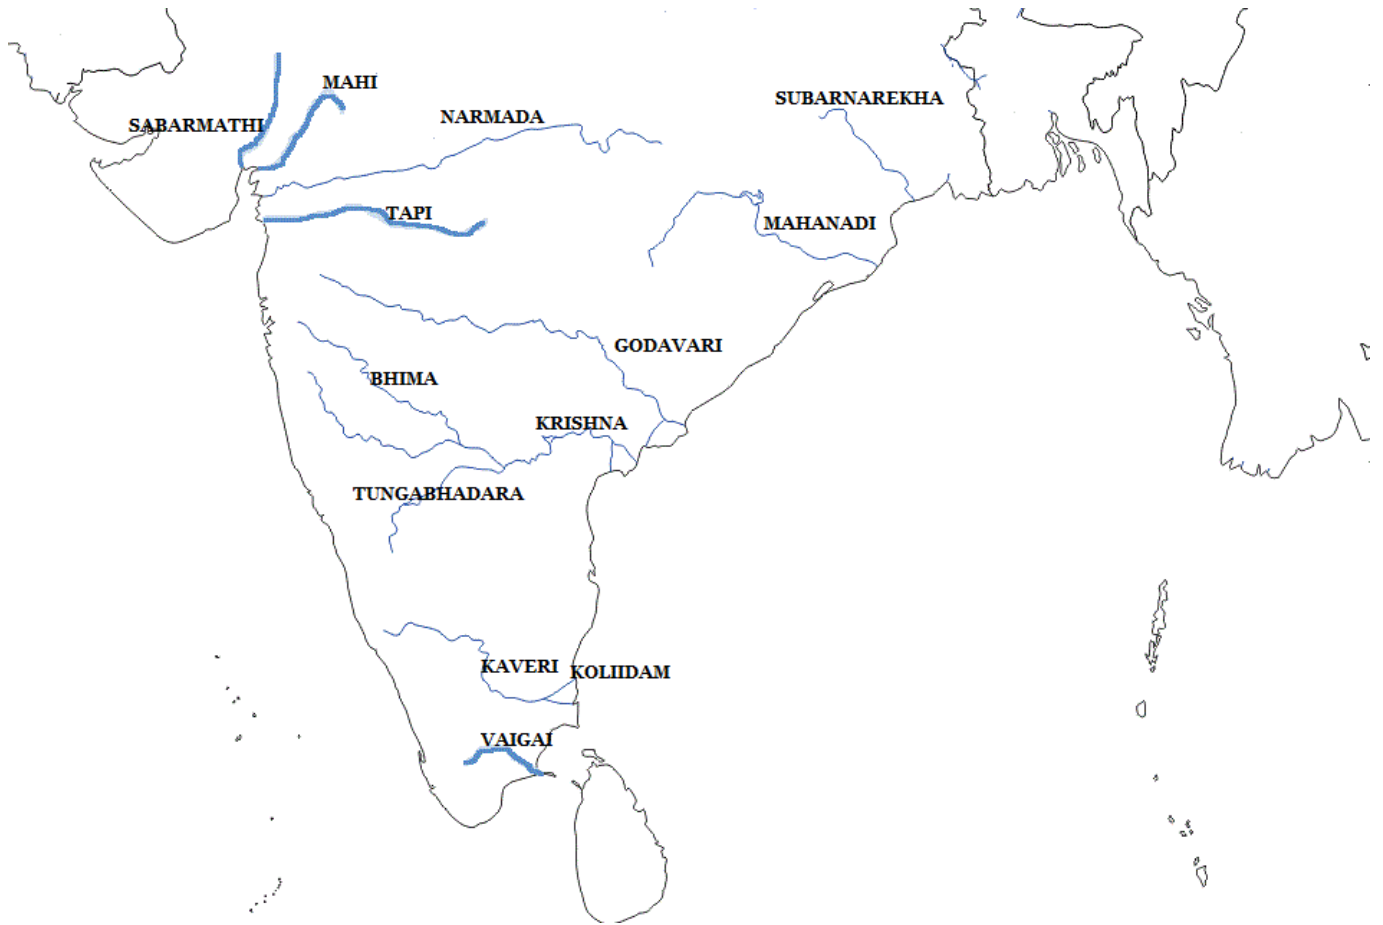 MAHI
SUBARNAREKHA
NARMADA
SABARMATHI
TAPI
MAHANADI
GODAVARI
BHIMA
KRISHNA
TUNGABHADARA
KAVERI
KOLIIDAM
VAIGAI